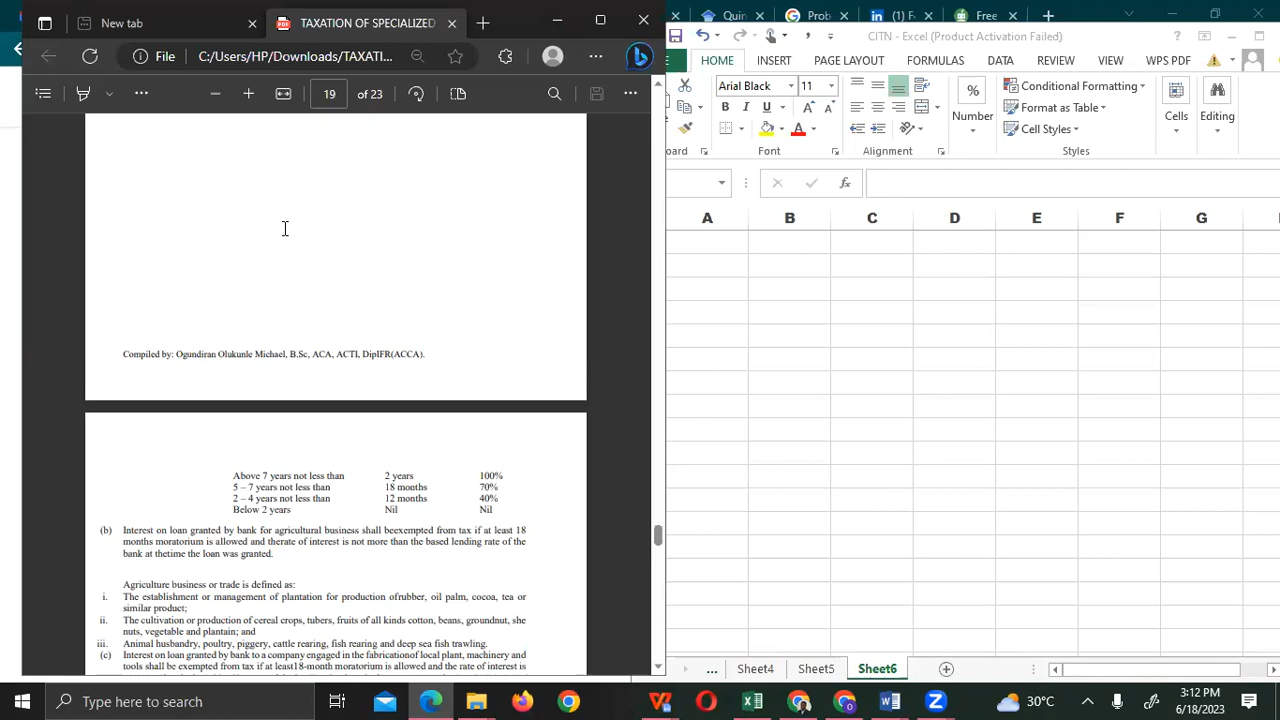 New tab
TAXATION OF SPECIALIZED
File
C:/Users/HP/Downloads/TAXATI...
19
of 23
Compiled by: Ogundiran Olukunle Michael, B.Sc, ACA, ACTI, DipIFR(ACCA).
Above 7 years not less than 2 years 100%
5 – 7 years not less than 18 months 70%
2 – 4 years not less than 12 months 40%
Below 2 years Nil Nil
(b) Interest on loan granted by bank for agricultural business shall beexempted from tax if at least 18
months moratorium is allowed and therate of interest is not more than the based lending rate of the
bank at thetime the loan was granted.
Agriculture business or trade is defined as:
i. The establishment or management of plantation for production ofrubber, oil palm, cocoa, tea or
similar product;
ii. The cultivation or production of cereal crops, tubers, fruits of all kinds cotton, beans, groundnut, she
nuts, vegetable and plantain; and
iii. Animal husbandry, poultry, piggery, cattle rearing, fish rearing and deep sea fish trawling.
(c) Interest on loan granted by bank to a company engaged in the fabricationof local plant, machinery and
tools shall be exempted from tax if at least18-month moratorium is allowed and the rate of interest is
Quin
Prob
(1) F
Free
CITN - Excel (Product Activation Failed)
HOME INSERT PAGE LAYOUT FORMULAS DATA REVIEW VIEW WPS PDF
Arial Black 11
B I U A A
A
% Number
Conditional Formatting
Format as Table
Cell Styles
Cells
Editing
oard Font Alignment Styles
fx
A B C D E F G
... Sheet4 Sheet5 Sheet6
Type here to search
30°C
3:12 PM
6/18/2023